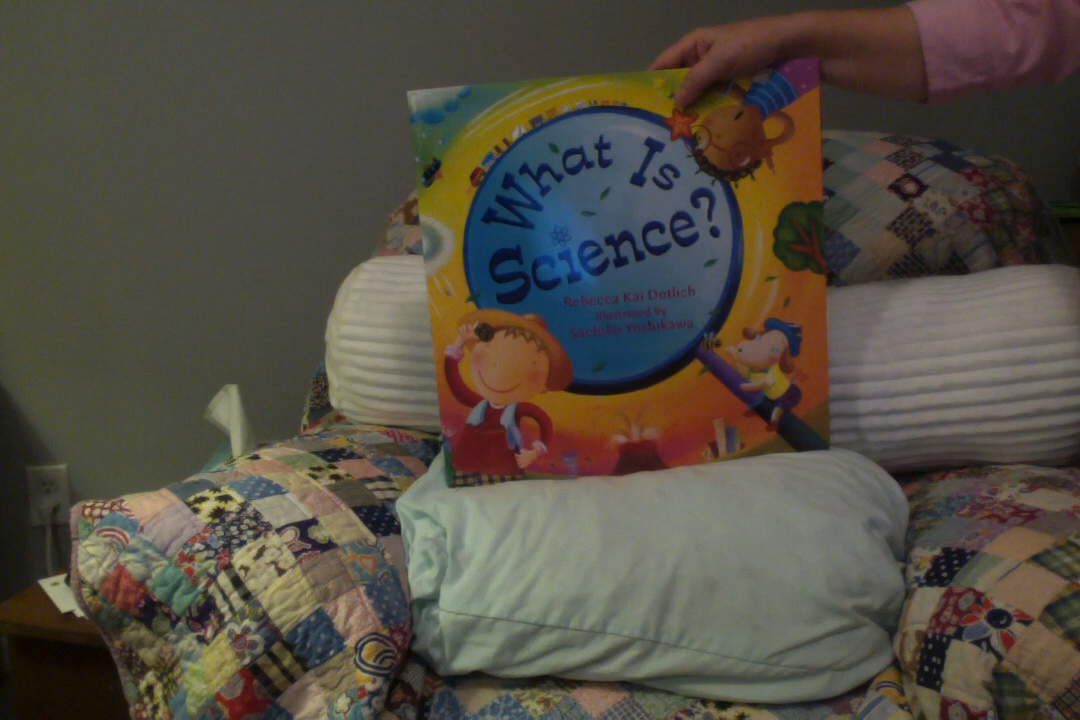 What Is
Science?
Rebecca Kai Dotlich
illustrated by
Sachiko Yoshikawa